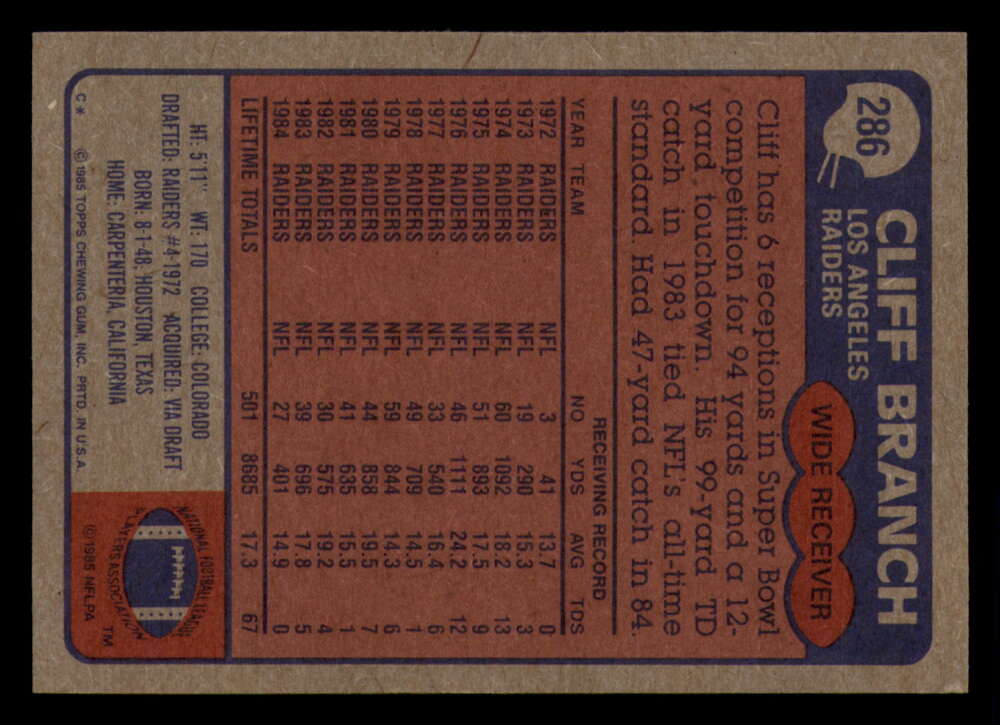 286
CLIFF BRANCH
LOS ANGELES
RAIDERS
WIDE RECEIVER
Cliff has 6 receptions in Super Bowl
competition for 94 yards and a 12-
yard touchdown. His 99-yard TD
catch in 1983 tied NFL's all-time
standard. Had 47-yard catch in 84.
RECEIVING RECORD
YEAR TEAM NO YDS AVG TDS
1972 RAIDERS NFL 3 41 13.7 0
1973 RAIDERS NFL 19 290 15.3 3
1974 RAIDERS NFL 60 1092 18.2 13
1975 RAIDERS NFL 51 893 17.5 9
1976 RAIDERS NFL 46 1111 24.2 12
1977 RAIDERS NFL 33 540 16.4 6
1978 RAIDERS NFL 49 709 14.5 1
1979 RAIDERS NFL 59 844 14.3 6
1980 RAIDERS NFL 44 858 19.5 7
1981 RAIDERS NFL 41 635 15.5 1
1982 RAIDERS NFL 30 575 19.2 4
1983 RAIDERS NFL 39 696 17.8 5
1984 RAIDERS NFL 27 401 14.9 0
LIFETIME TOTALS 501 8685 17.3 67
HT: 5'11" WT: 170 COLLEGE: COLORADO
DRAFTED: RAIDERS #4-1972 ACQUIRED: VIA DRAFT
BORN: 8-1-48, HOUSTON, TEXAS
HOME: CARPENTERIA, CALIFORNIA
C* © 1985 TOPPS CHEWING GUM, INC. PRTD. IN U.S.A.
NATIONAL FOOTBALL LEAGUE
PLAYERS ASSOCIATION
TM
© 1985 NFLPA